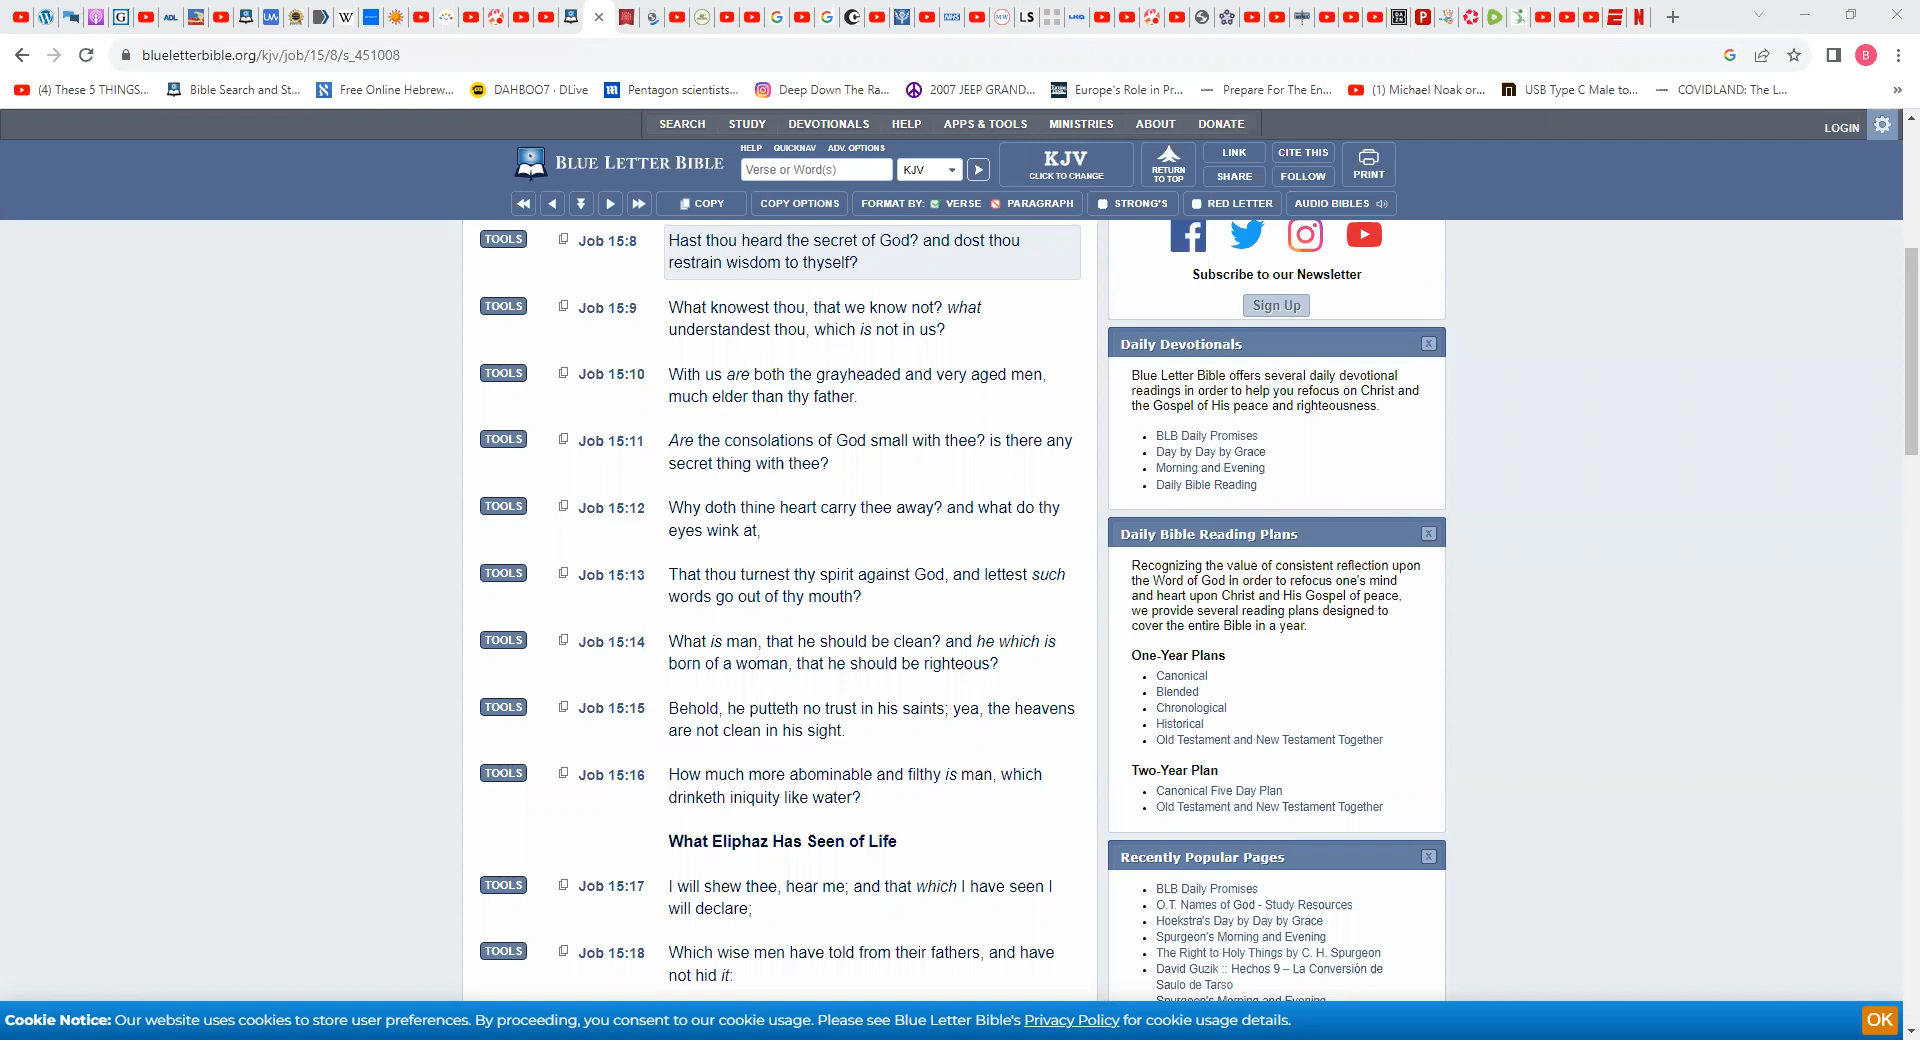 blueletterbible.org/kjv/job/15/8/s_451008
(4) These 5 THINGS...
Bible Search and St...
Free Online Hebrew...
DAHBOO7 · DLive
Pentagon scientists...
Deep Down The Ra...
2007 JEEP GRAND...
Europe's Role in Pr...
Prepare For The En...
(1) Michael Noak or...
USB Type C Male to...
COVIDLAND: The L...
SEARCH STUDY DEVOTIONALS HELP APPS & TOOLS MINISTRIES ABOUT DONATE
LOGIN
BLUE LETTER BIBLE
HELP QUICKNAV ADV. OPTIONS
Verse or Word(s)
KJV
KJV
CLICK TO CHANGE
RETURN
TO TOP
LINK
CITE THIS
SHARE
FOLLOW
PRINT
COPY
COPY OPTIONS
FORMAT BY: VERSE PARAGRAPH
STRONG'S
RED LETTER
AUDIO BIBLES
TOOLS Job 15:8 Hast thou heard the secret of God? and dost thou
restrain wisdom to thyself?
TOOLS Job 15:9 What knowest thou, that we know not? what
understandest thou, which is not in us?
TOOLS Job 15:10 With us are both the grayheaded and very aged men,
much elder than thy father.
TOOLS Job 15:11 Are the consolations of God small with thee? is there any
secret thing with thee?
TOOLS Job 15:12 Why doth thine heart carry thee away? and what do thy
eyes wink at,
TOOLS Job 15:13 That thou turnest thy spirit against God, and lettest such
words go out of thy mouth?
TOOLS Job 15:14 What is man, that he should be clean? and he which is
born of a woman, that he should be righteous?
TOOLS Job 15:15 Behold, he putteth no trust in his saints; yea, the heavens
are not clean in his sight.
TOOLS Job 15:16 How much more abominable and filthy is man, which
drinketh iniquity like water?
What Eliphaz Has Seen of Life
TOOLS Job 15:17 I will shew thee, hear me; and that which I have seen I
will declare;
TOOLS Job 15:18 Which wise men have told from their fathers, and have
not hid it:
Subscribe to our Newsletter
Sign Up
Daily Devotionals
Blue Letter Bible offers several daily devotional
readings in order to help you refocus on Christ and
the Gospel of His peace and righteousness.
BLB Daily Promises
Day by Day by Grace
Morning and Evening
Daily Bible Reading
Daily Bible Reading Plans
Recognizing the value of consistent reflection upon
the Word of God in order to refocus one's mind
and heart upon Christ and His Gospel of peace,
we provide several reading plans designed to
cover the entire Bible in a year.
One-Year Plans
Canonical
Blended
Chronological
Historical
Old Testament and New Testament Together
Two-Year Plan
Canonical Five Day Plan
Old Testament and New Testament Together
Recently Popular Pages
BLB Daily Promises
O.T. Names of God - Study Resources
Hoekstra's Day by Day by Grace
Spurgeon's Morning and Evening
The Right to Holy Things by C. H. Spurgeon
David Guzik :: Hechos 9 – La Conversión de
Saulo de Tarso
Spurgeon's Morning and Evening
Cookie Notice: Our website uses cookies to store user preferences. By proceeding, you consent to our cookie usage. Please see Blue Letter Bible's Privacy Policy for cookie usage details.
OK